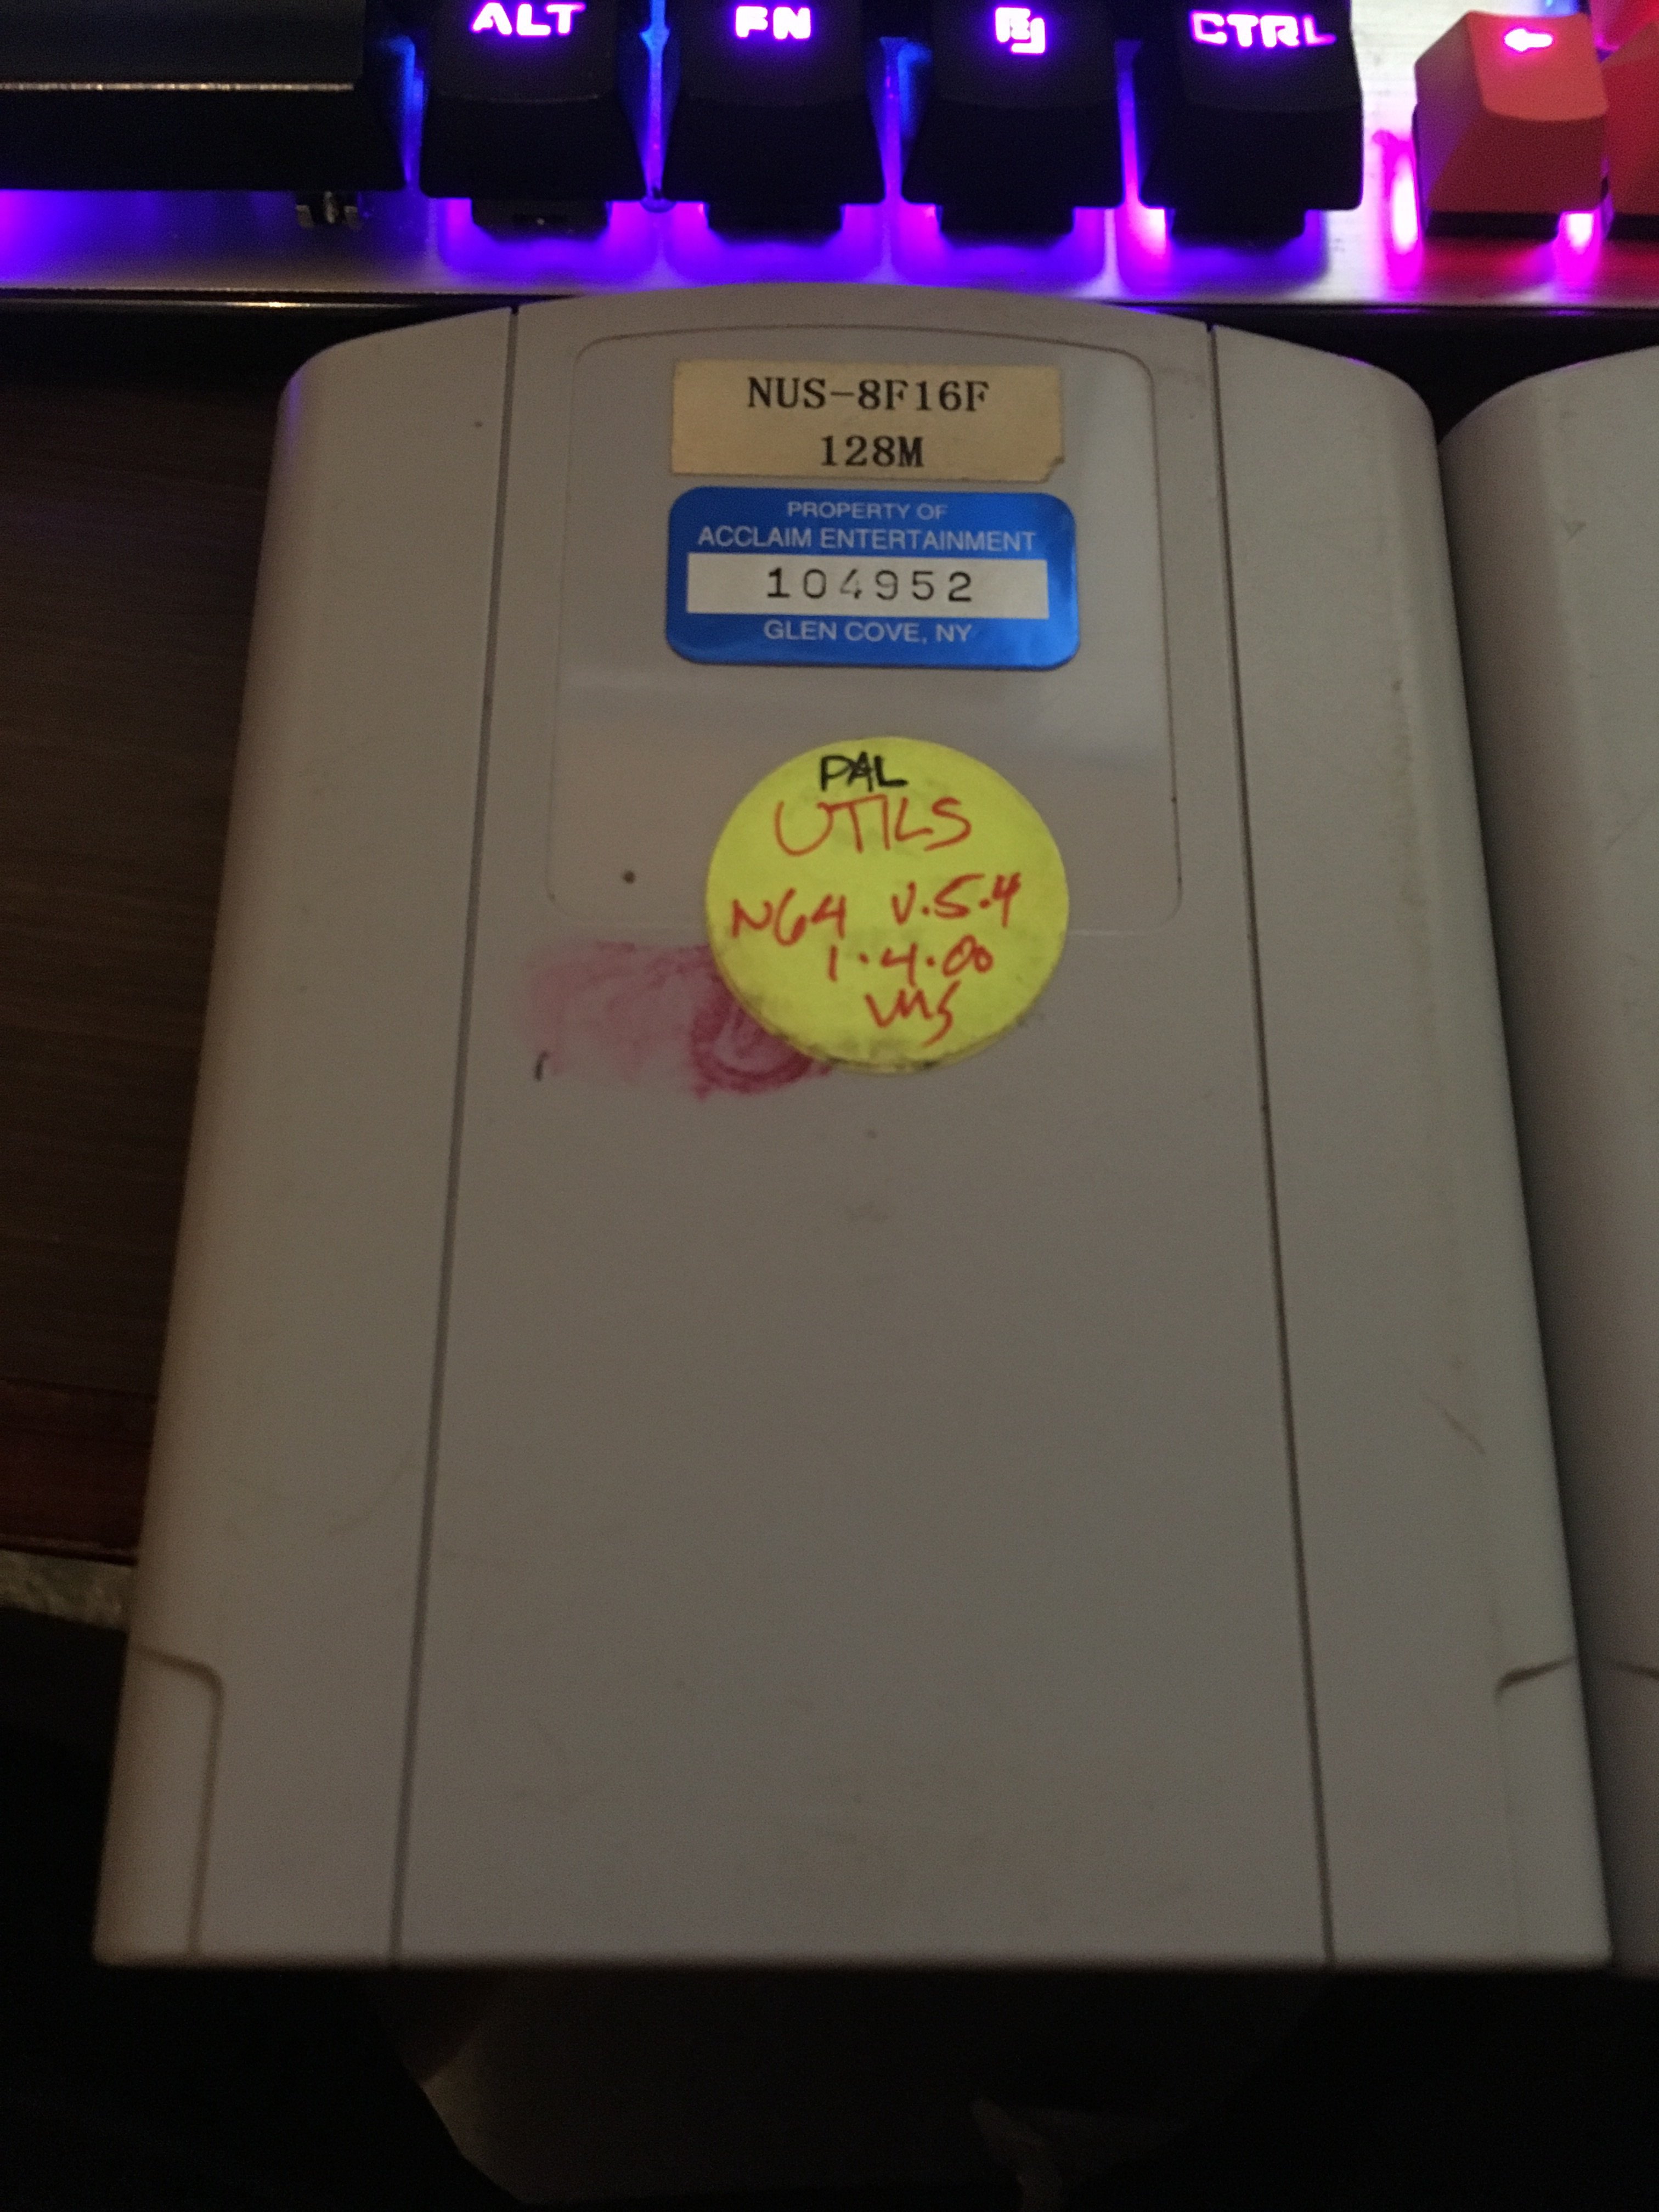 ALT FN CTRL
NUS-8F16F
128M
PROPERTY OF
ACCLAIM ENTERTAINMENT
104952
GLEN COVE, NY
PAL
UTILS
N64 V.5.4
1.4.00